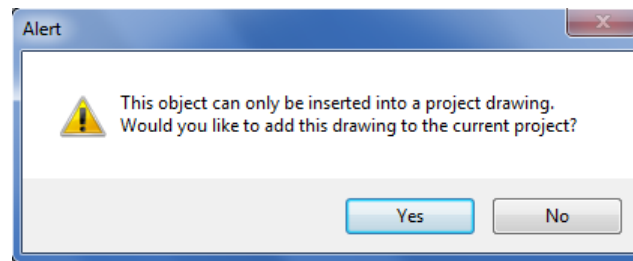 Alert
This object can only be inserted into a project drawing.
Would you like to add this drawing to the current project?
Yes
No